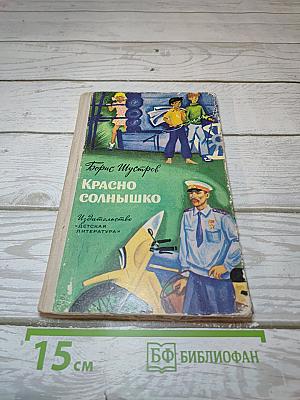 Борис Шустров
Красно
солнышко
Издательство
"Детская
литература"
15 см
БФ БИБЛИОФАН